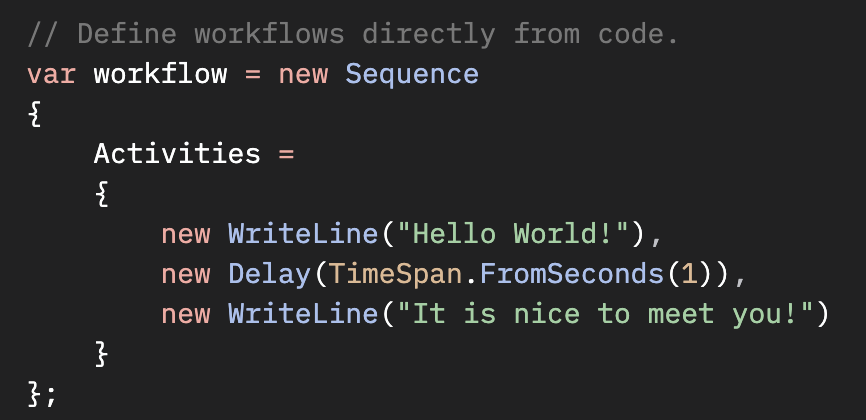 // Define workflows directly from code.
var workflow = new Sequence
{
    Activities =
    {
        new WriteLine("Hello World!"),
        new Delay(TimeSpan.FromSeconds(1)),
        new WriteLine("It is nice to meet you!")
    }
};